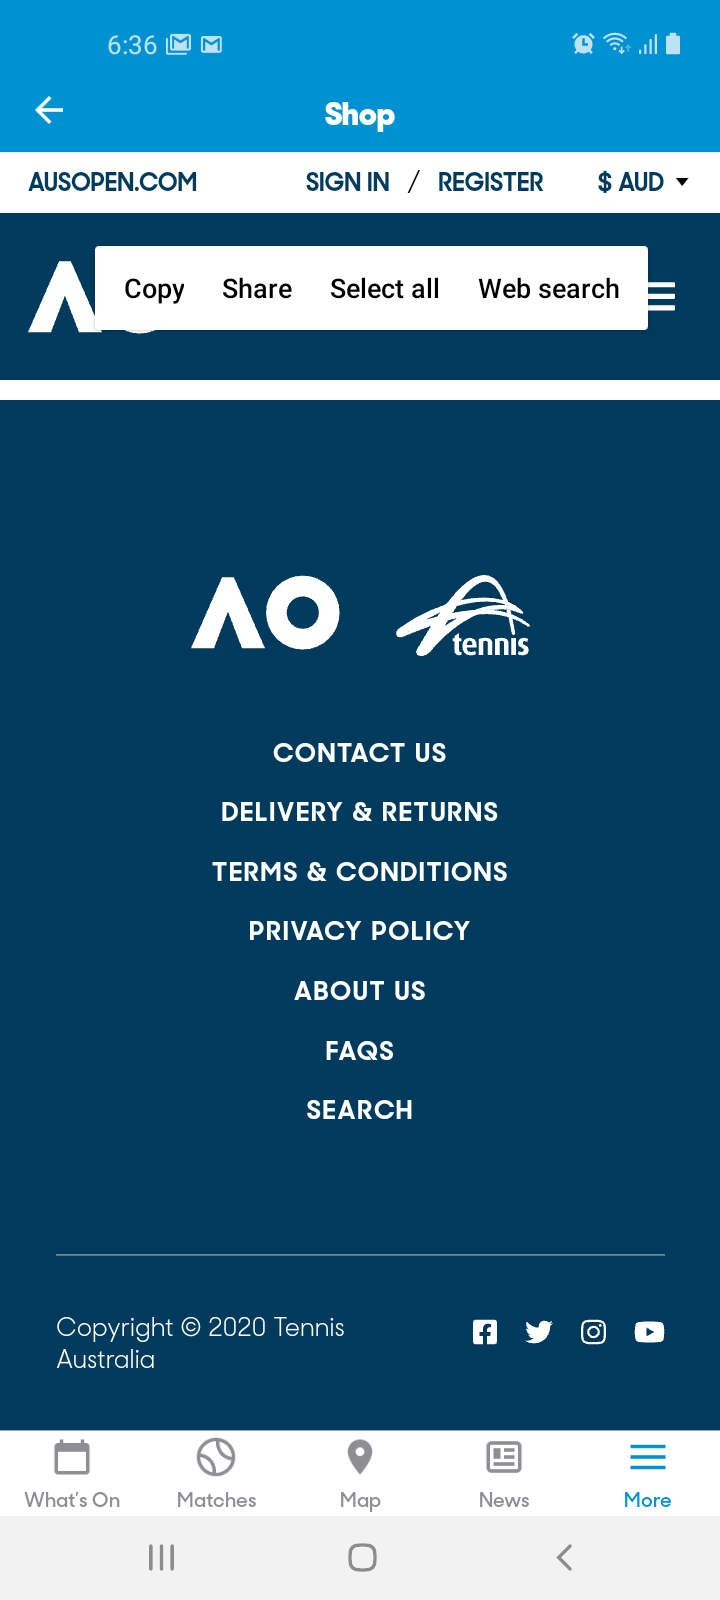 6:36
Shop
AUSOPEN.COM SIGN IN / REGISTER $ AUD
Copy Share Select all Web search
AO tennis
CONTACT US
DELIVERY & RETURNS
TERMS & CONDITIONS
PRIVACY POLICY
ABOUT US
FAQS
SEARCH
Copyright © 2020 Tennis
Australia
What's On Matches Map News More